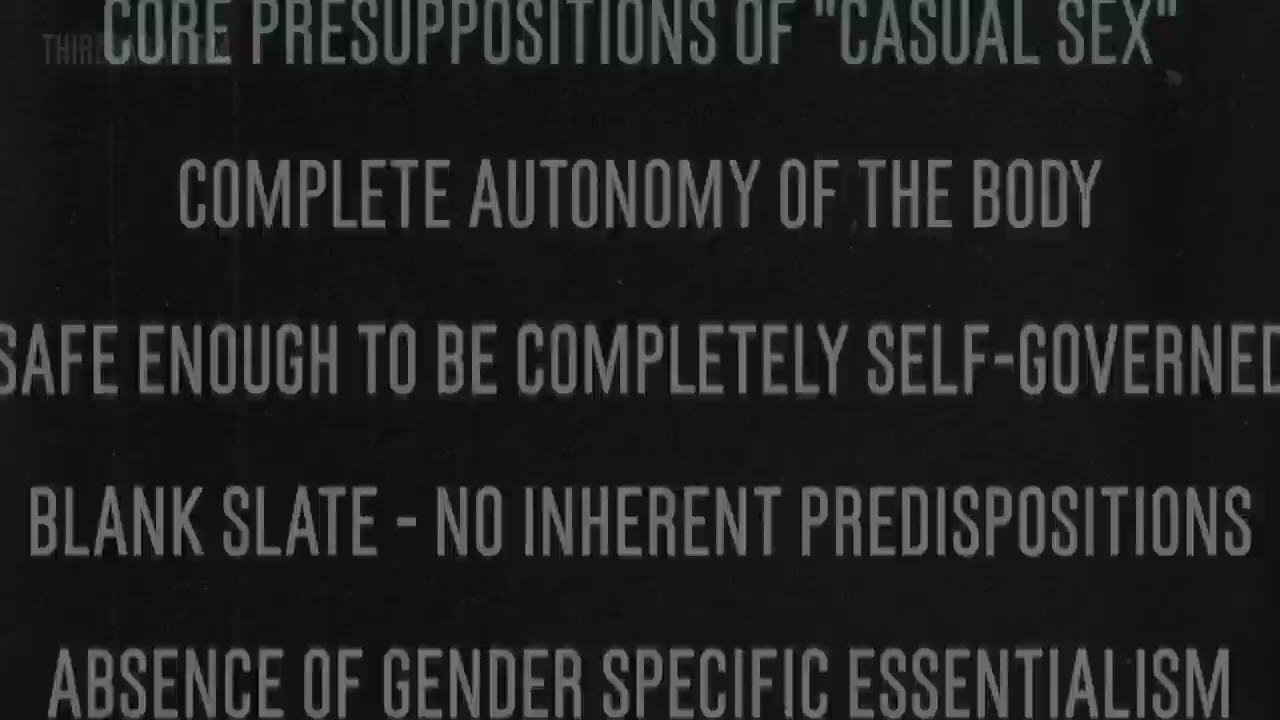 CORE PRESUPPOSITIONS OF "CASUAL SEX"
COMPLETE AUTONOMY OF THE BODY
SAFE ENOUGH TO BE COMPLETELY SELF-GOVERNED
BLANK SLATE - NO INHERENT PREDISPOSITIONS
ABSENCE OF GENDER SPECIFIC ESSENTIALISM